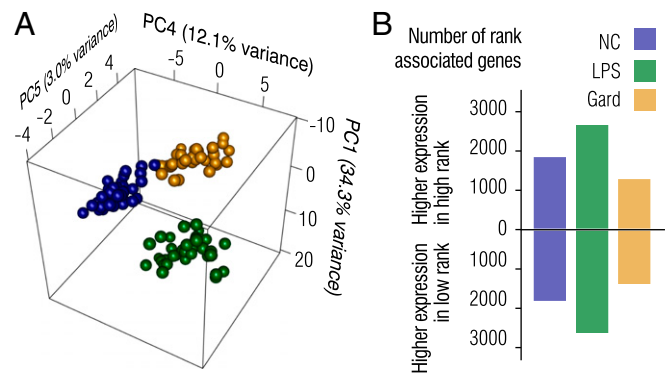 A
PC4 (12.1% variance)
-5
0
5
PC5 (3.0% variance)
4
2
0
-2
-4
-10
0
10
20
PC1 (34.3% variance)
B
Number of rank
associated genes
NC
LPS
Gard
Higher expression
in high rank
Higher expression
in low rank
3000
2000
1000
0
1000
2000
3000